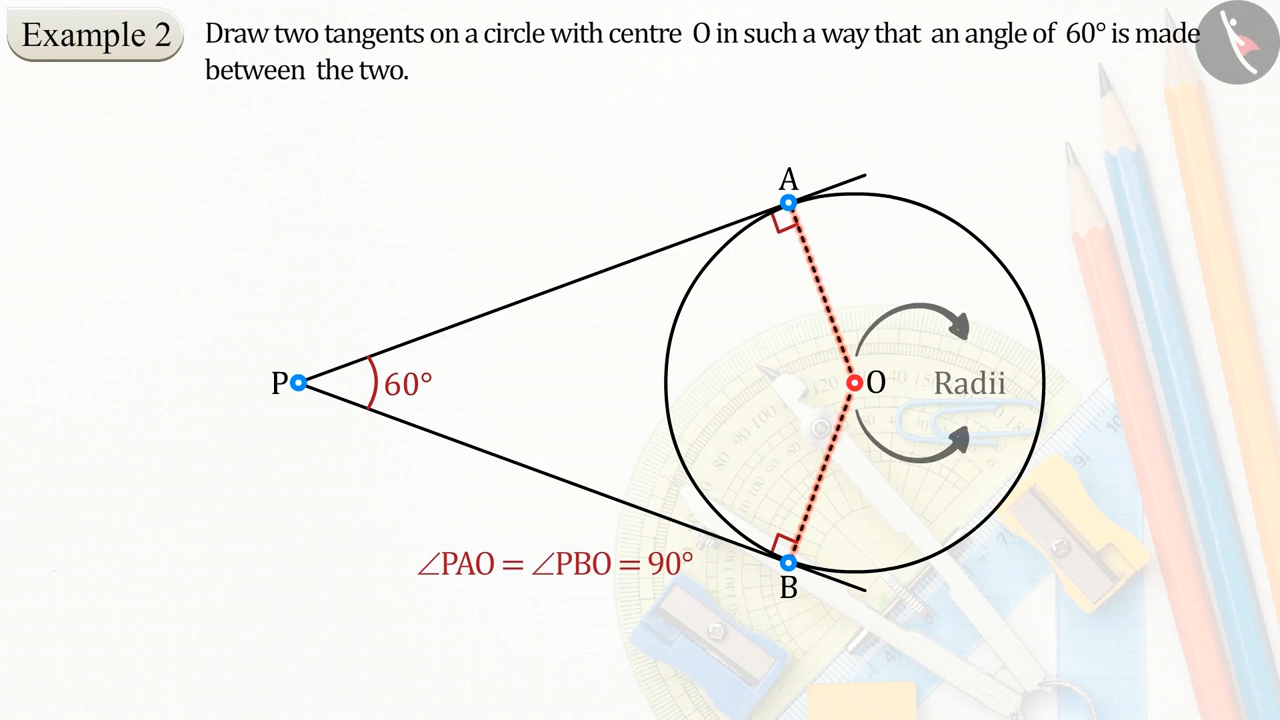 Example 2
Draw two tangents on a circle with centre O in such a way that an angle of 60° is made
between the two.
A
P
60°
O
Radii
∠PAO = ∠PBO = 90°
B